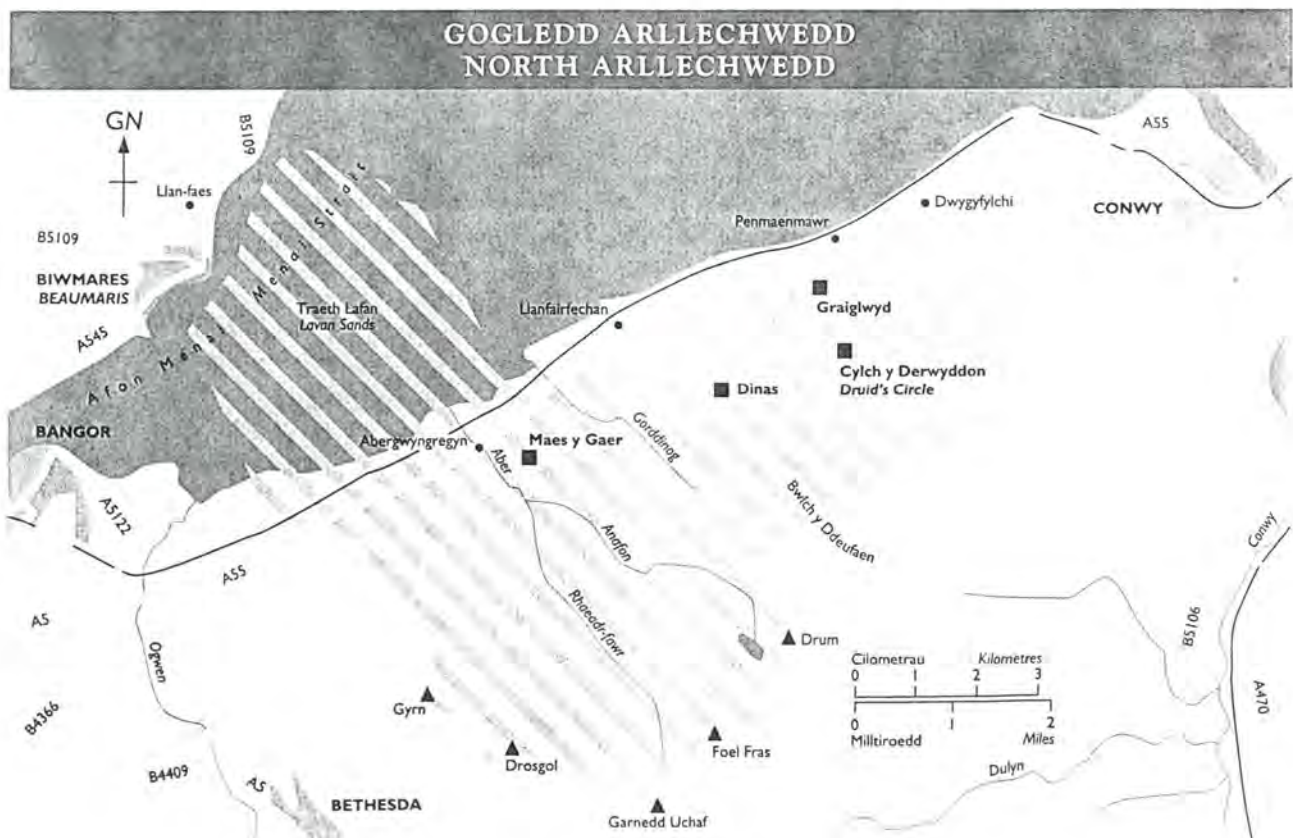 GOGLEDD ARLLECHWEDD
NORTH ARLLECHWEDD
GN
B5109
A55
Llan-faes
Dwygyfylchi
CONWY
B5109
Penmaenmawr
BIWMARES
BEAUMARIS
Afon Menai Menai Strait
Traeth Lafan
Lavan Sands
Llanfairfechan
Graiglwyd
A545
Cylch y Derwyddon
Druid's Circle
Dinas
BANGOR
Abergwyngregyn
Maes y Gaer
Gorddinog
Aber
A5122
Bwlch y Ddeufaen
Anafon
Conwy
A55
A5
Rhaeadr-fawr
B5106
Ogwen
Drum
Cilometrau Kilometres
0 1 2 3
0 1 2
Milltiroedd Miles
A470
Gyrn
B4366
Foel Fras
Drosgol
Dulyn
B4409
A5
BETHESDA
Garnedd Uchaf